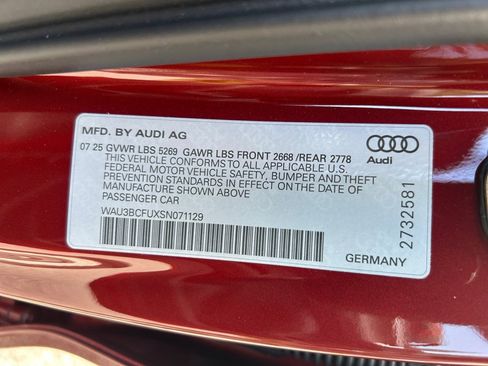 MFD. BY AUDI AG
07 25 GVWR LBS 5269 GAWR LBS FRONT 2668 /REAR 2778
THIS VEHICLE CONFORMS TO ALL APPLICABLE U.S.
FEDERAL MOTOR VEHICLE SAFETY, BUMPER AND THEFT
PREVENTION STANDARDS IN EFFECT ON THE DATE OF
MANUFACTURE SHOWN ABOVE
PASSENGER CAR
WAU3BCFUXSN071129
Audi
2732581
GERMANY